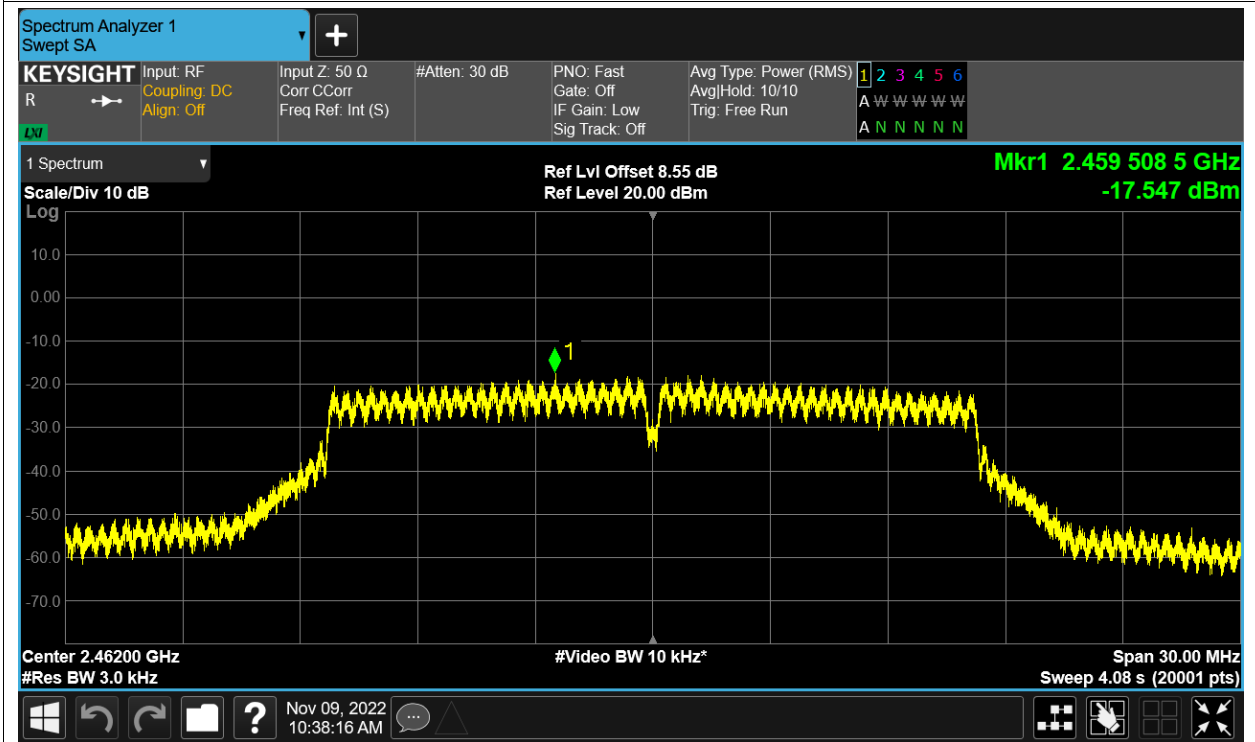 Spectrum Analyzer 1
Swept SA
+
KEYSIGHT
R
LXI
Input: RF
Coupling: DC
Align: Off
Input Z: 50 Ω
Corr CCorr
Freq Ref: Int (S)
#Atten: 30 dB
PNO: Fast
Gate: Off
IF Gain: Low
Sig Track: Off
Avg Type: Power (RMS)
Avg|Hold: 10/10
Trig: Free Run
1 2 3 4 5 6
A W W W W W
A N N N N N
1 Spectrum
Scale/Div 10 dB
Log
Ref Lvl Offset 8.55 dB
Ref Level 20.00 dBm
Mkr1 2.459 508 5 GHz
-17.547 dBm
10.0
0.00
-10.0
-20.0
-30.0
-40.0
-50.0
-60.0
-70.0
1
Center 2.46200 GHz
#Res BW 3.0 kHz
#Video BW 10 kHz*
Span 30.00 MHz
Sweep 4.08 s (20001 pts)
?
Nov 09, 2022
10:38:16 AM